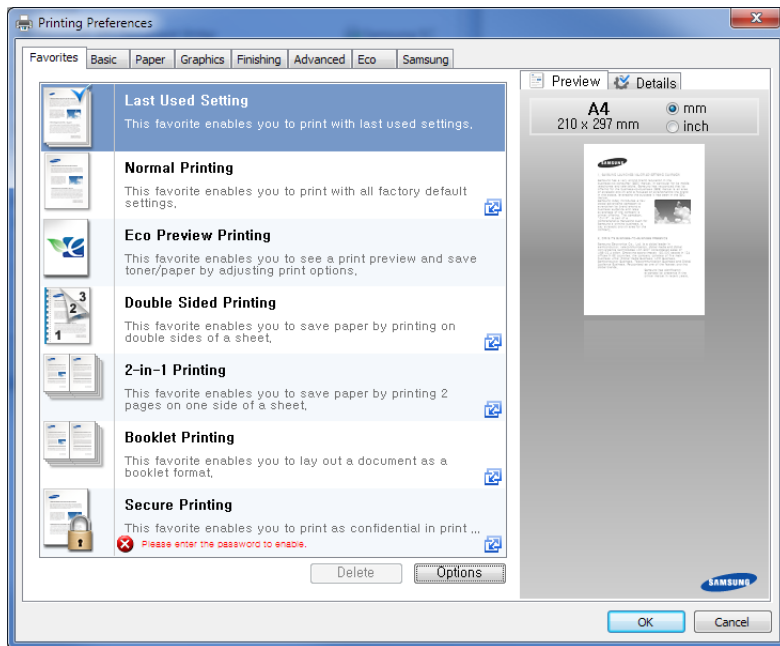 Printing Preferences
Favorites Basic Paper Graphics Finishing Advanced Eco Samsung
Last Used Setting
This favorite enables you to print with last used settings,
Normal Printing
This favorite enables you to print with all factory default
settings,
Eco Preview Printing
This favorite enables you to see a print preview and save
toner/paper by adjusting print options,
Double Sided Printing
This favorite enables you to save paper by printing on
double sides of a sheet,
2-in-1 Printing
This favorite enables you to save paper by printing 2
pages on one side of a sheet,
Booklet Printing
This favorite enables you to lay out a document as a
booklet format,
Secure Printing
This favorite enables you to print as confidential in print ...
Please enter the password to enable.
Delete Options
Preview Details
A4
210 x 297 mm
mm
inch
SAMSUNG
SAMSUNG
OK Cancel